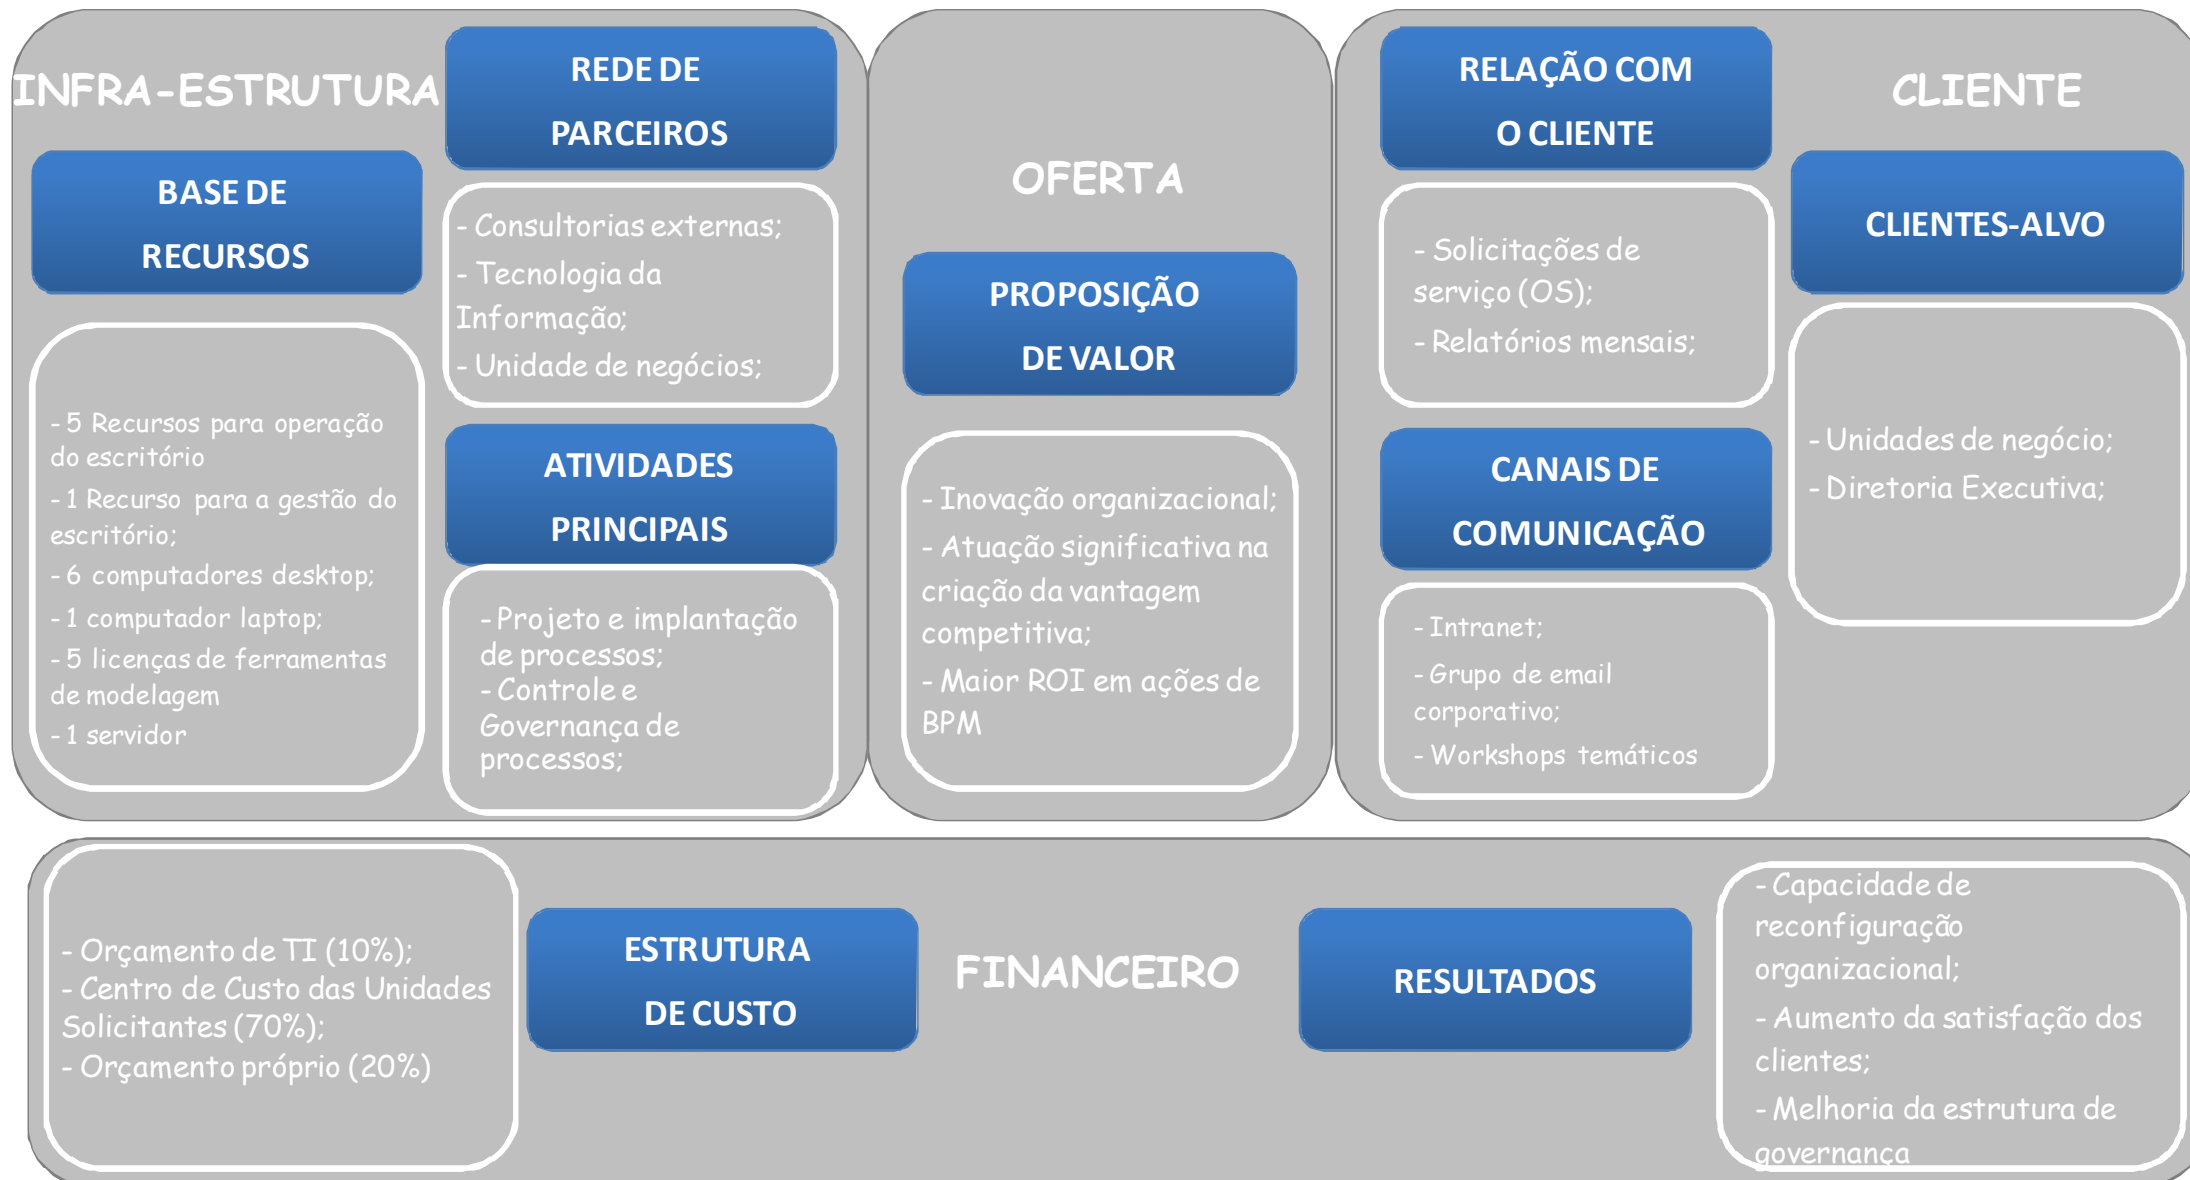 INFRA-ESTRUTURA
BASE DE
RECURSOS
- 5 Recursos para operação
do escritório
- 1 Recurso para a gestão do
escritório;
- 6 computadores desktop;
- 1 computador laptop;
- 5 licenças de ferramentas
de modelagem
- 1 servidor
REDE DE
PARCEIROS
- Consultorias externas;
- Tecnologia da
Informação;
- Unidade de negócios;
ATIVIDADES
PRINCIPAIS
- Projeto e implantação
de processos;
- Controle e
Governança de
processos;
OFERTA
PROPOSIÇÃO
DE VALOR
- Inovação organizacional;
- Atuação significativa na
criação da vantagem
competitiva;
- Maior ROI em ações de
BPM
RELAÇÃO COM
O CLIENTE
- Solicitações de
serviço (OS);
- Relatórios mensais;
CANAIS DE
COMUNICAÇÃO
- Intranet;
- Grupo de email
corporativo;
- Workshops temáticos
CLIENTE
CLIENTES-ALVO
- Unidades de negócio;
- Diretoria Executiva;
- Orçamento de TI (10%);
- Centro de Custo das Unidades
Solicitantes (70%);
- Orçamento próprio (20%)
ESTRUTURA
DE CUSTO
FINANCEIRO
RESULTADOS
- Capacidade de
reconfiguração
organizacional;
- Aumento da satisfação dos
clientes;
- Melhoria da estrutura de
governança